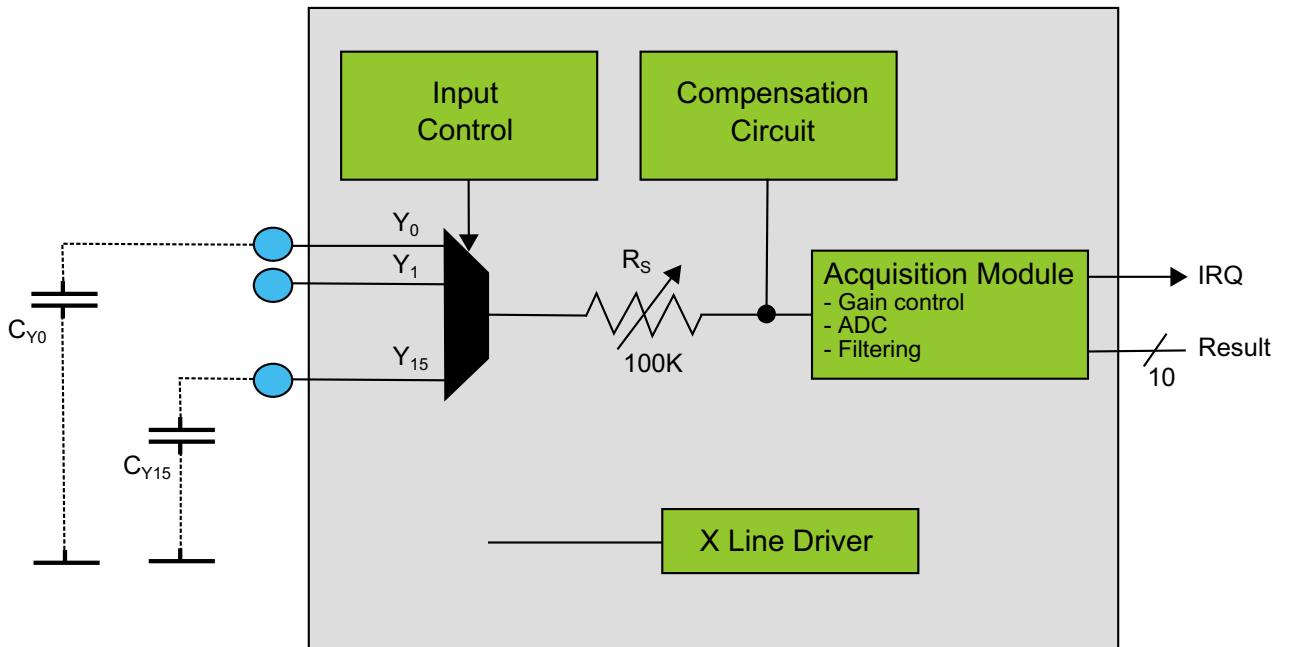 Input
Control
Compensation
Circuit
Y0
Y1
Y15
RS
100K
Acquisition Module
- Gain control
- ADC
- Filtering
IRQ
Result
10
CY0
CY15
X Line Driver